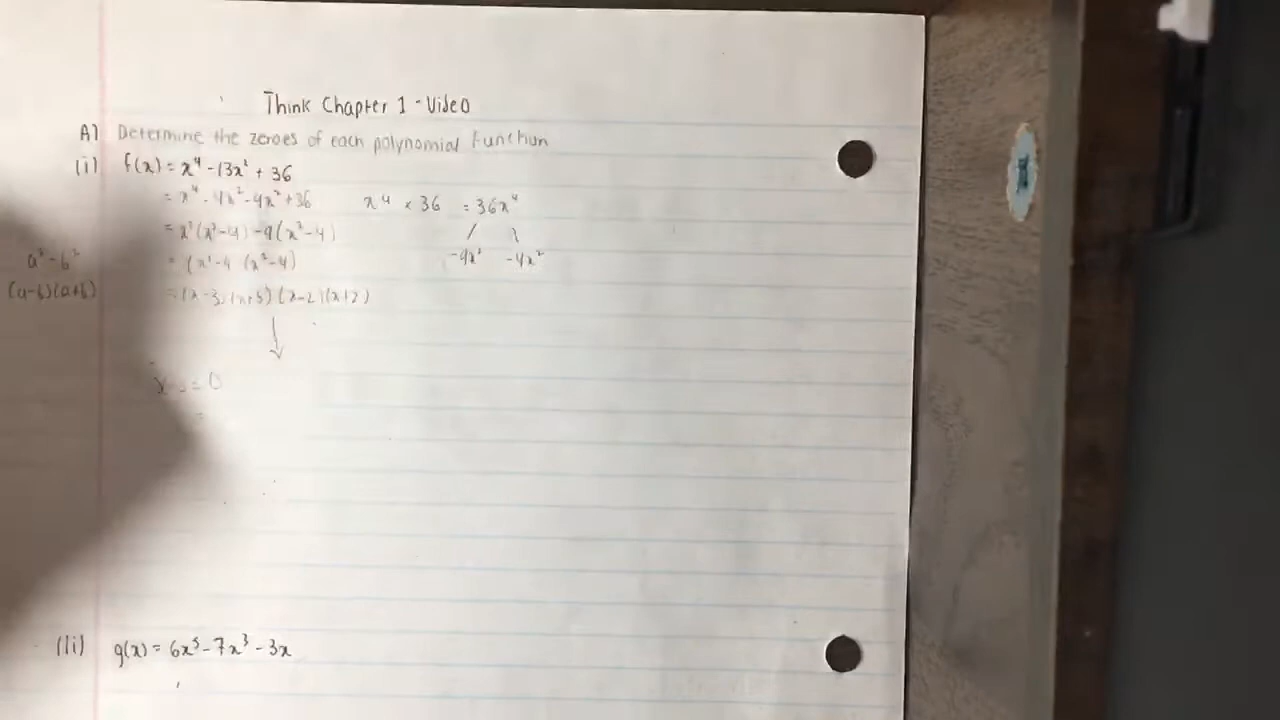 Think Chapter 1 - Video
A) Determine the zeroes of each polynomial function
(i) f(x) = x⁴ - 13x² + 36
= x⁴ - 9x² - 4x² + 36
x⁴ × 36 = 36x⁴
= x²(x²-9) - 4(x²-9)
-9x² -4x²
a² - b²
= (x²-9 (x²-4)
(a-b)(a+b)
= (x-3)(x+3)(x-2)(x+2)
= 0
=
(ii) g(x) = 6x⁵ - 7x³ - 3x